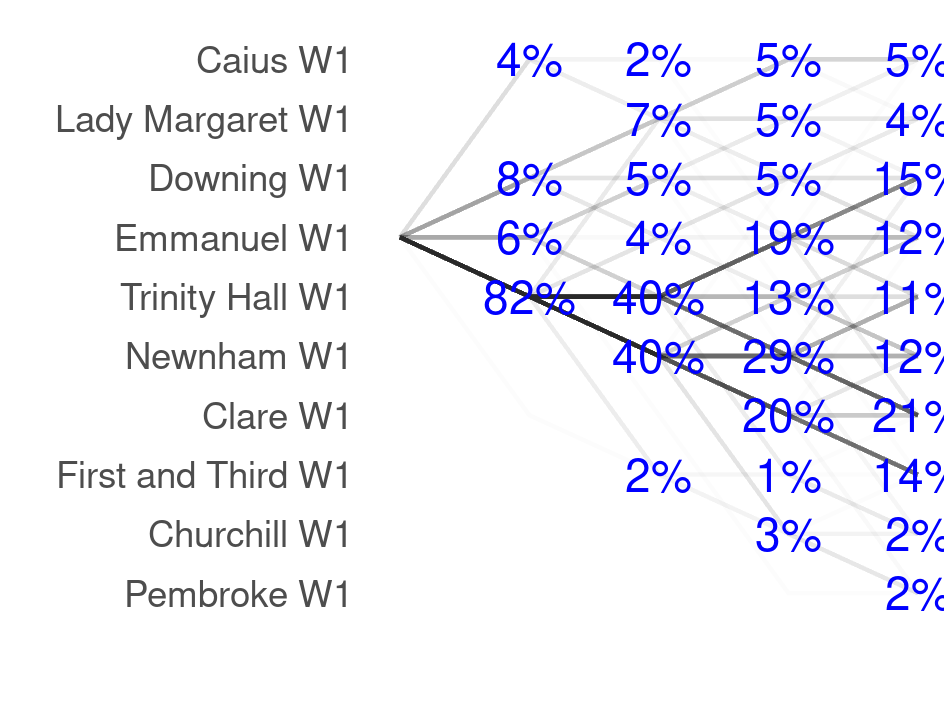 Caius W1 4% 2% 5% 5%
Lady Margaret W1 7% 5% 4%
Downing W1 8% 5% 5% 15%
Emmanuel W1 6% 4% 19% 12%
Trinity Hall W1 82% 40% 13% 11%
Newnham W1 40% 29% 12%
Clare W1 20% 21%
First and Third W1 2% 1% 14%
Churchill W1 3% 2%
Pembroke W1 2%